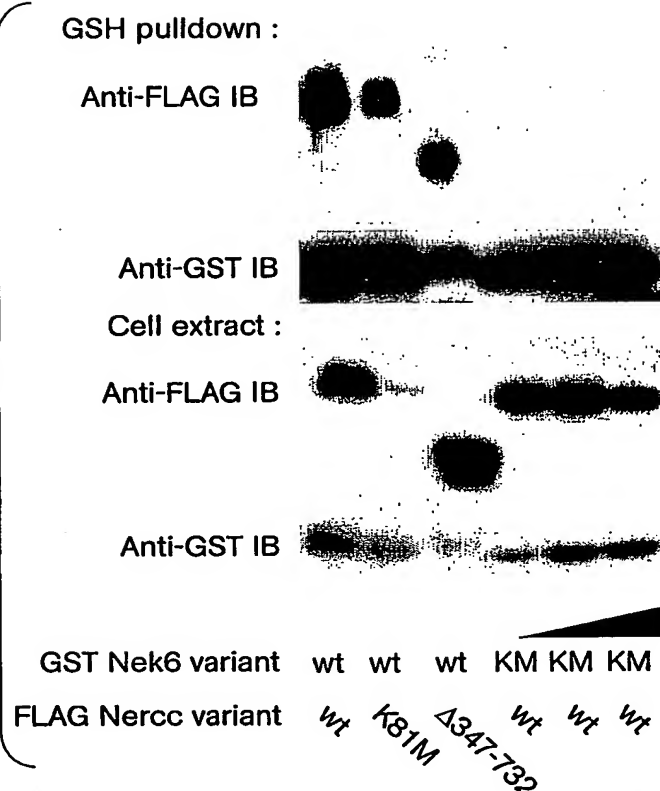 GSH pulldown :
Anti-FLAG IB
Anti-GST IB
Cell extract :
Anti-FLAG IB
Anti-GST IB
GST Nek6 variant wt wt wt KM KM KM
FLAG Nercc variant wt K81M Δ347-732 wt wt wt